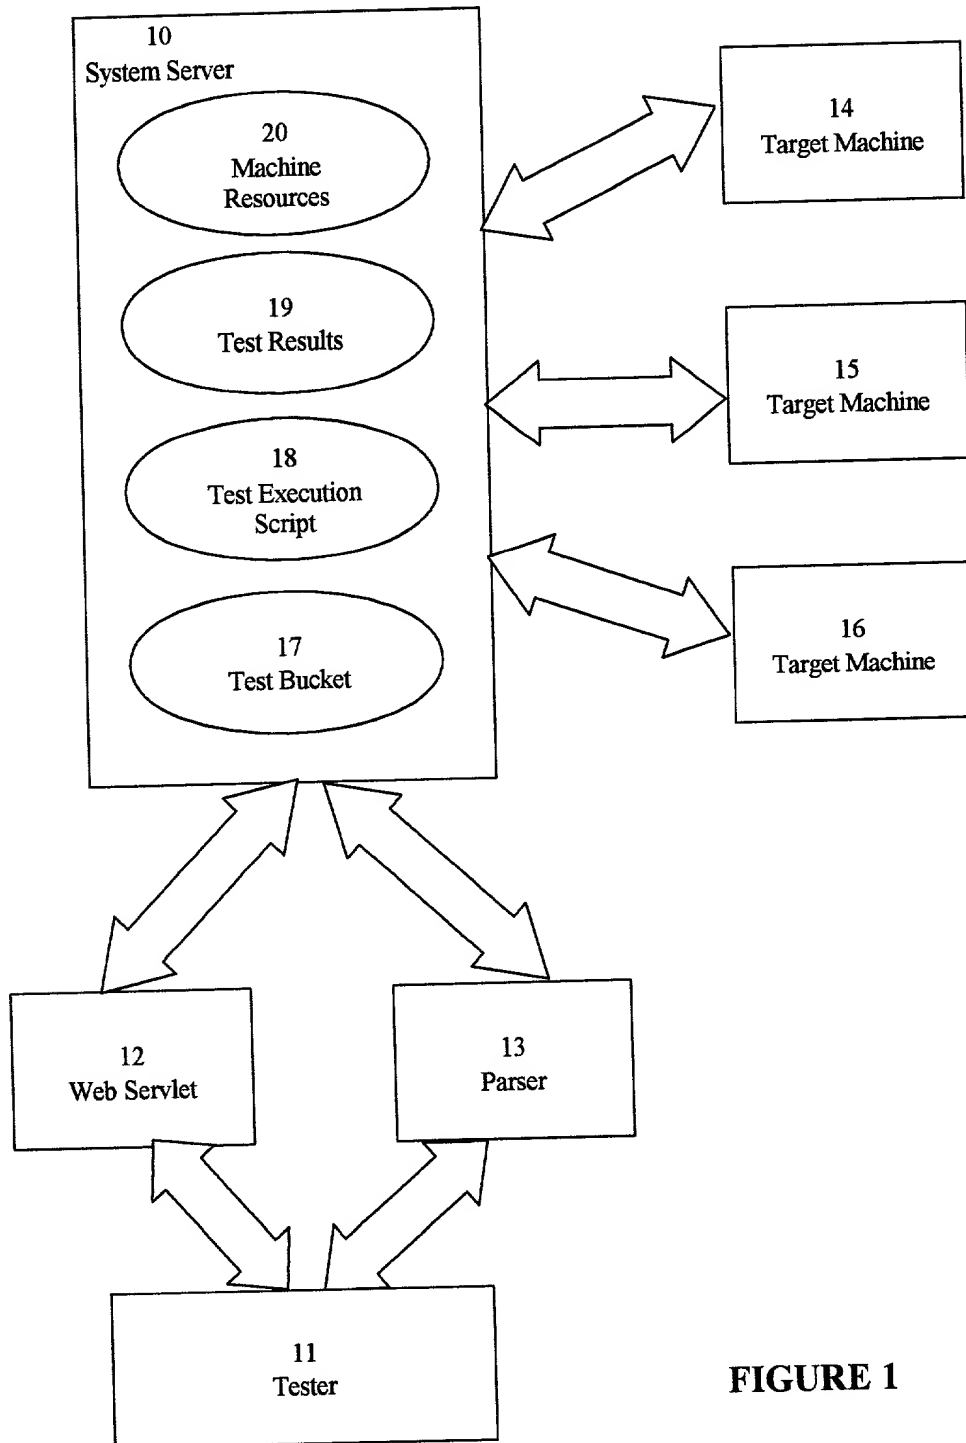 10
System Server
20
Machine
Resources
19
Test Results
18
Test Execution
Script
17
Test Bucket
14
Target Machine
15
Target Machine
16
Target Machine
12
Web Servlet
13
Parser
11
Tester
FIGURE 1